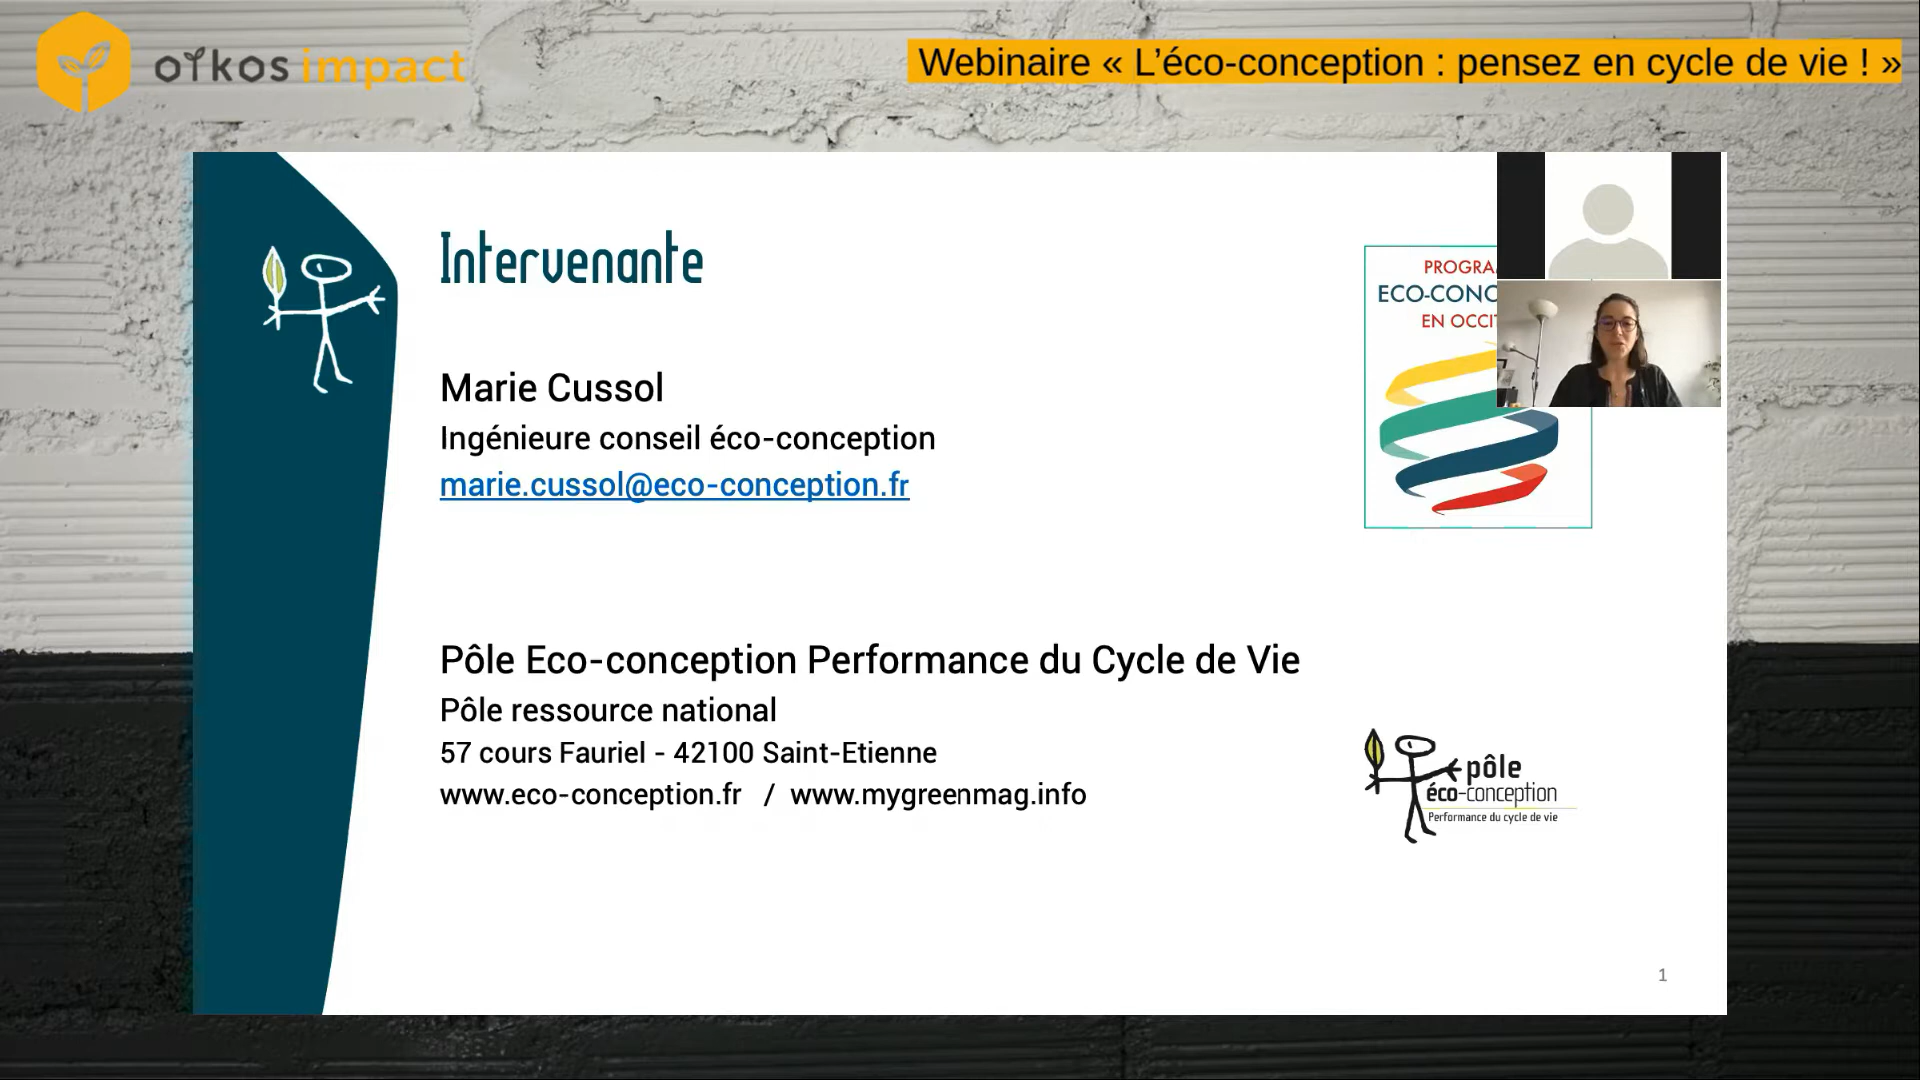 oïkos impact
Webinaire « L’éco-conception : pensez en cycle de vie ! »
Intervenante
Marie Cussol
Ingénieure conseil éco-conception
marie.cussol@eco-conception.fr
EN
Pôle Eco-conception Performance du Cycle de Vie
Pôle ressource national
57 cours Fauriel - 42100 Saint-Etienne
www.eco-conception.fr / www.mygreenmag.info
pôle
éco-conception
Performance du cycle de vie
1